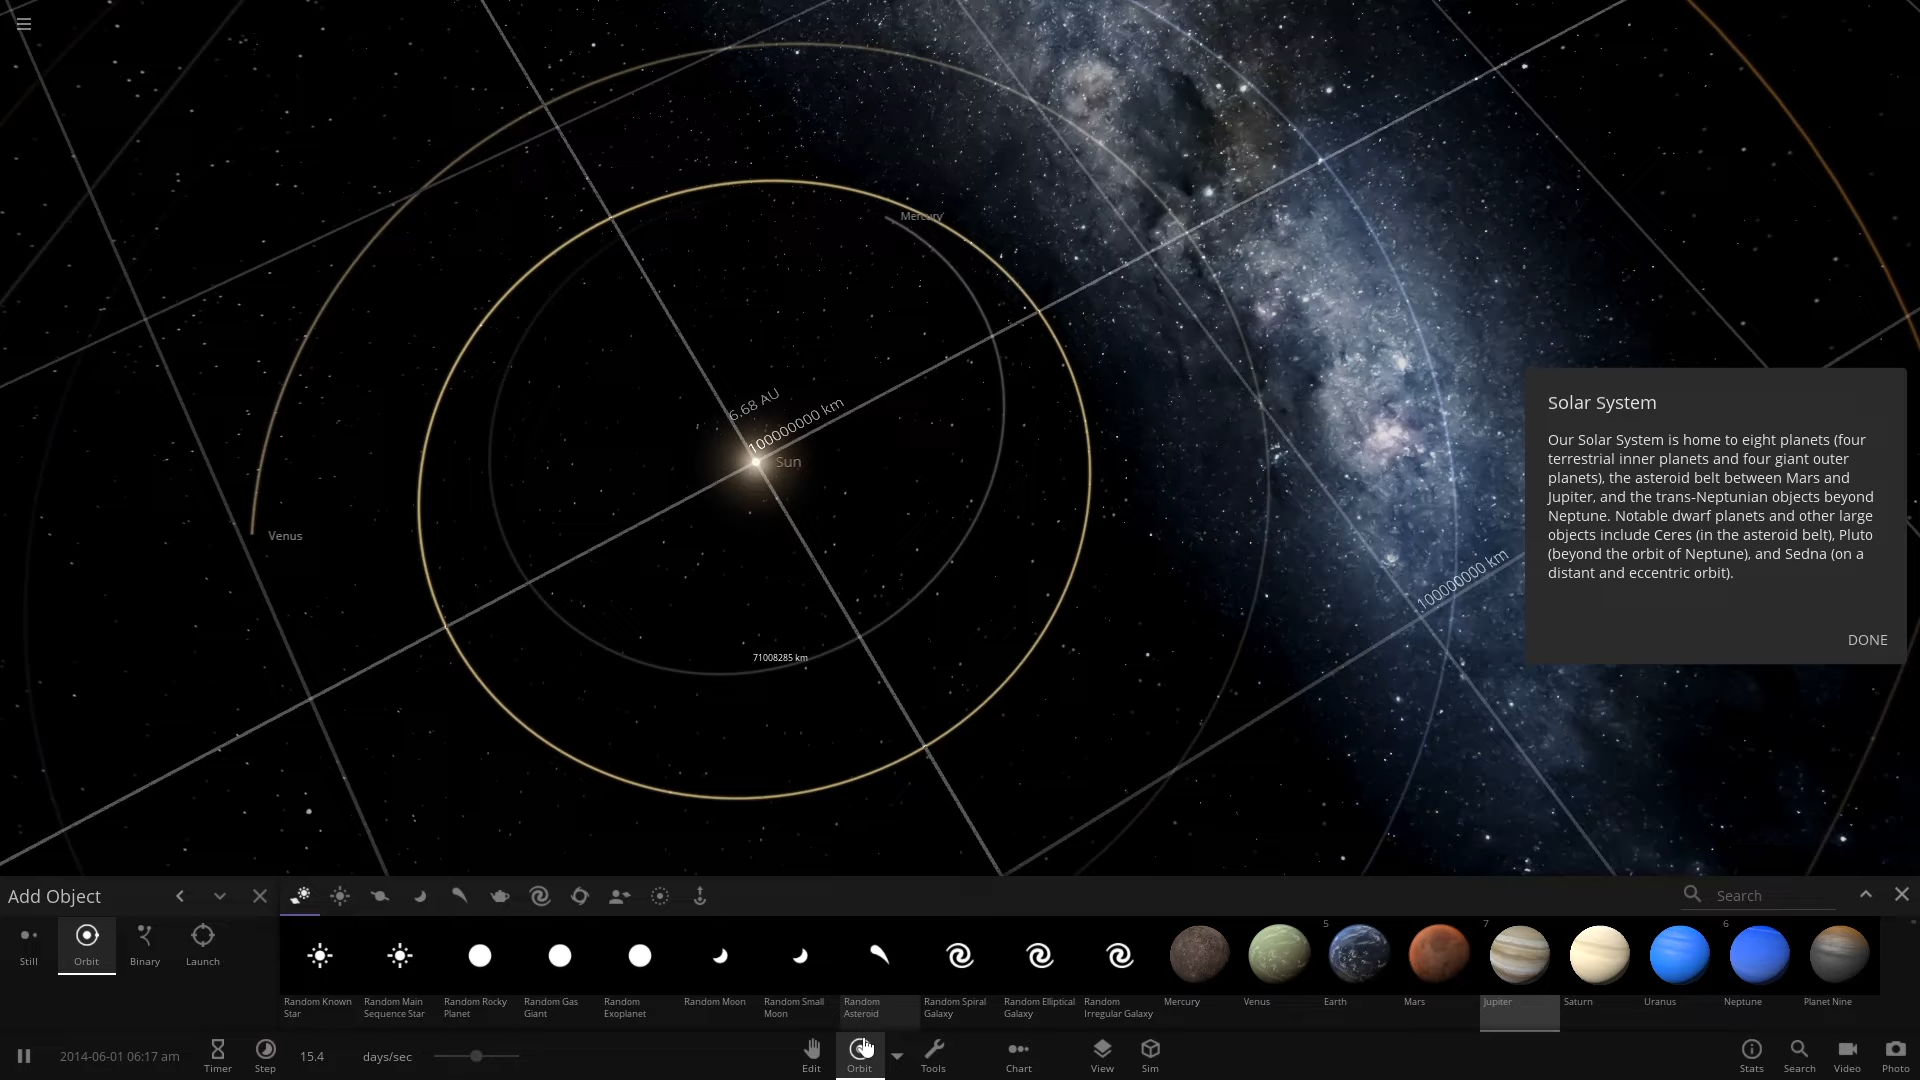 Mercury
6.68 AU
100000000 km
Sun
Venus
71008285 km
100000000 km
Solar System
Our Solar System is home to eight planets (four
terrestrial inner planets and four giant outer
planets), the asteroid belt between Mars and
Jupiter, and the trans-Neptunian objects beyond
Neptune. Notable dwarf planets and other large
objects include Ceres (in the asteroid belt), Pluto
(beyond the orbit of Neptune), and Sedna (on a
distant and eccentric orbit).
DONE
Add Object
Search
Still
Orbit
Binary
Launch
5
7
6
Random Known
Star
Random Main
Sequence Star
Random Rocky
Planet
Random Gas
Giant
Random
Exoplanet
Random Moon
Random Small
Moon
Random
Asteroid
Random Spiral
Galaxy
Random Elliptical
Galaxy
Random
Irregular Galaxy
Mercury
Venus
Earth
Mars
Jupiter
Saturn
Uranus
Neptune
Planet Nine
2014-06-01 06:17 am
Timer
Step
15.4 days/sec
Edit
Orbit
Tools
Chart
View
Sim
Stats
Search
Video
Photo